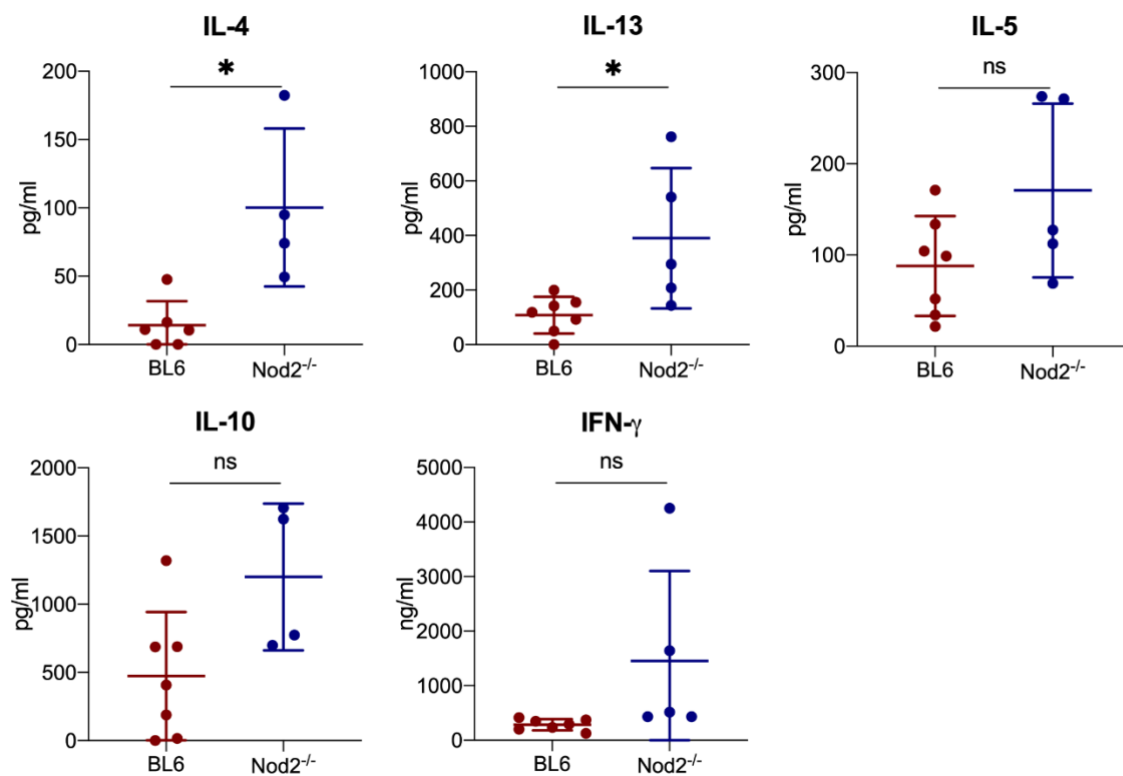 IL-4
*
200
150
100
50
0
pg/ml
BL6
Nod2-/-
IL-13
*
1000
800
600
400
200
0
pg/ml
BL6
Nod2-/-
IL-5
ns
300
200
100
0
pg/ml
BL6
Nod2-/-
IL-10
ns
2000
1500
1000
500
0
pg/ml
BL6
Nod2-/-
IFN-γ
ns
5000
4000
3000
2000
1000
0
ng/ml
BL6
Nod2-/-